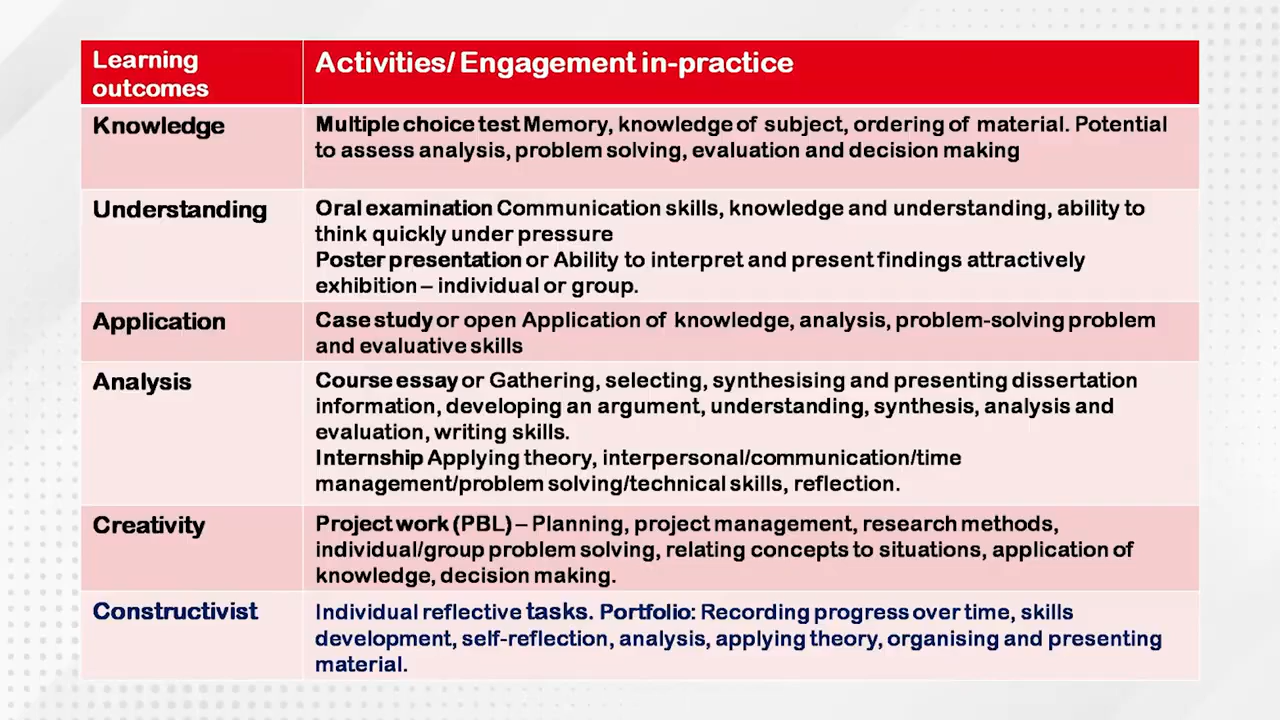 Learning
outcomes
Activities/ Engagement in-practice
Knowledge
Multiple choice test Memory, knowledge of subject, ordering of material. Potential
to assess analysis, problem solving, evaluation and decision making
Understanding
Oral examination Communication skills, knowledge and understanding, ability to
think quickly under pressure
Poster presentation or Ability to interpret and present findings attractively
exhibition – individual or group.
Application
Case study or open Application of knowledge, analysis, problem-solving problem
and evaluative skills
Analysis
Course essay or Gathering, selecting, synthesising and presenting dissertation
information, developing an argument, understanding, synthesis, analysis and
evaluation, writing skills.
Internship Applying theory, interpersonal/communication/time
management/problem solving/technical skills, reflection.
Creativity
Project work (PBL) – Planning, project management, research methods,
individual/group problem solving, relating concepts to situations, application of
knowledge, decision making.
Constructivist
Individual reflective tasks. Portfolio: Recording progress over time, skills
development, self-reflection, analysis, applying theory, organising and presenting
material.